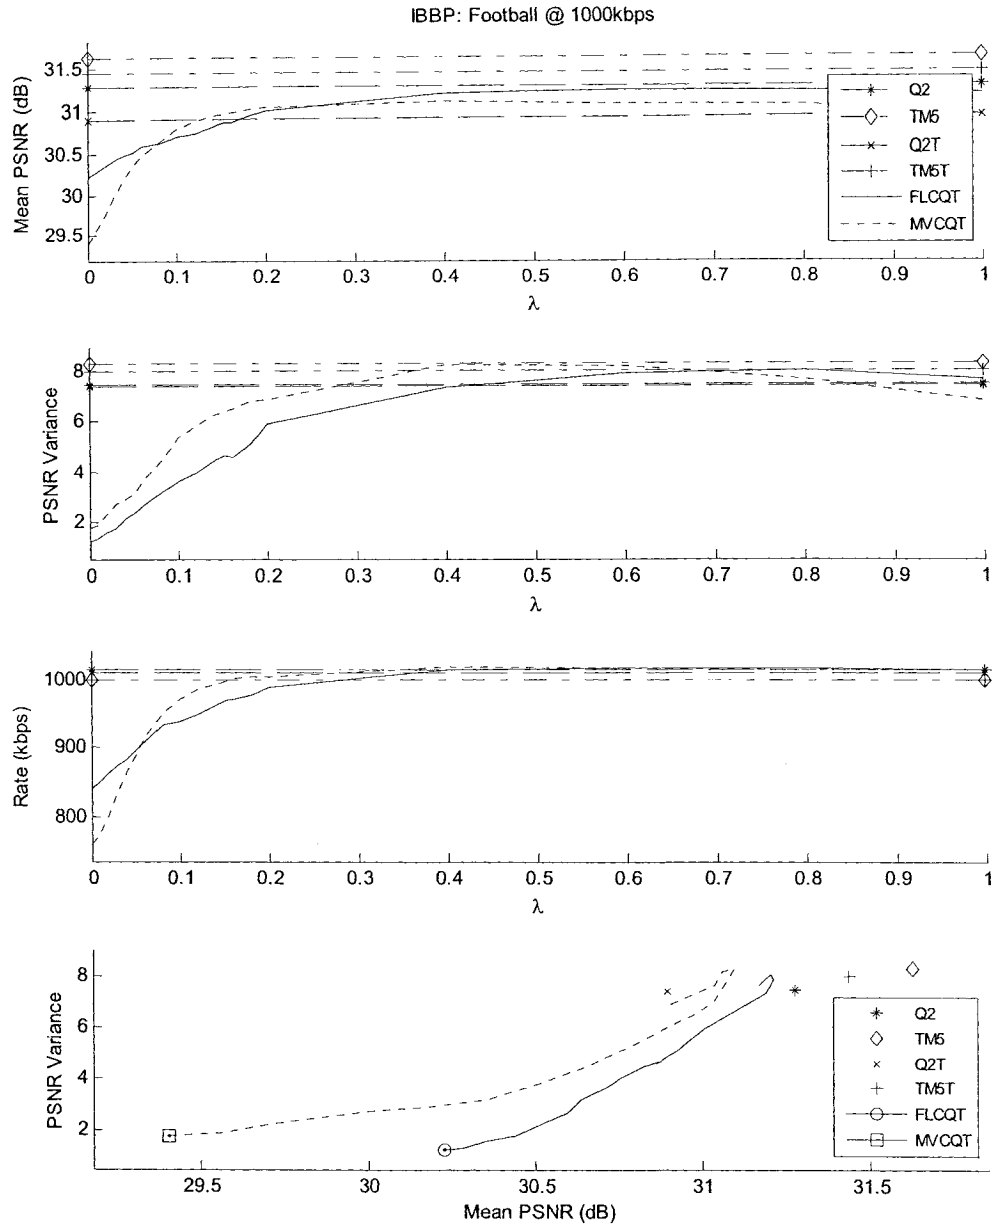 IBBP: Football @ 1000kbps
Mean PSNR (dB)
31.5
31
30.5
30
29.5
0 0.1 0.2 0.3 0.4 0.5 0.6 0.7 0.8 0.9 1
λ
Q2
TM5
Q2T
TM5T
FLCQT
MVCQT
PSNR Variance
8
6
4
2
0 0.1 0.2 0.3 0.4 0.5 0.6 0.7 0.8 0.9 1
λ
Rate (kbps)
1000
900
800
0 0.1 0.2 0.3 0.4 0.5 0.6 0.7 0.8 0.9 1
λ
PSNR Variance
8
6
4
2
29.5 30 30.5 31 31.5
Mean PSNR (dB)
Q2
TM5
Q2T
TM5T
FLCQT
MVCQT